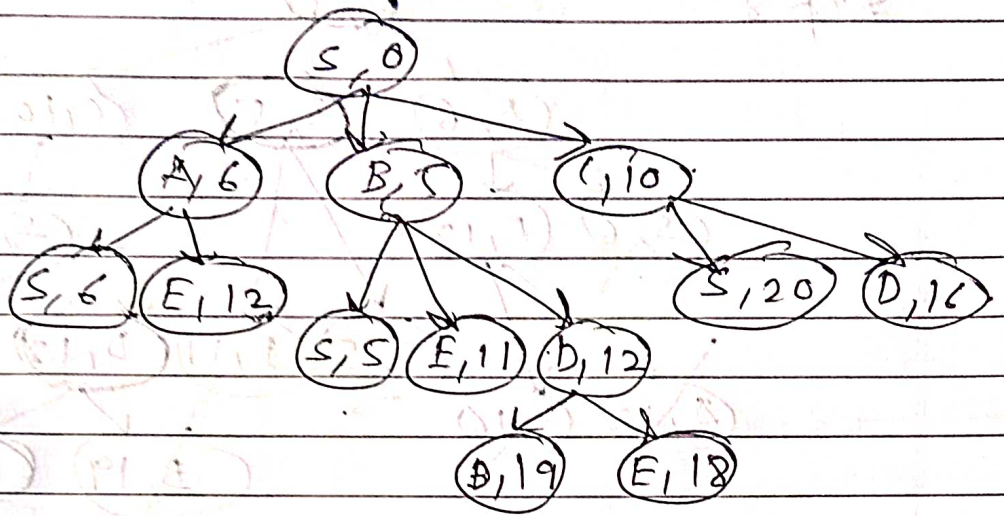 S, 0
A, 6
B, 5
C, 10
S, 6
E, 12
S, 20
D, 16
S, 5
E, 11
D, 12
B, 19
E, 18